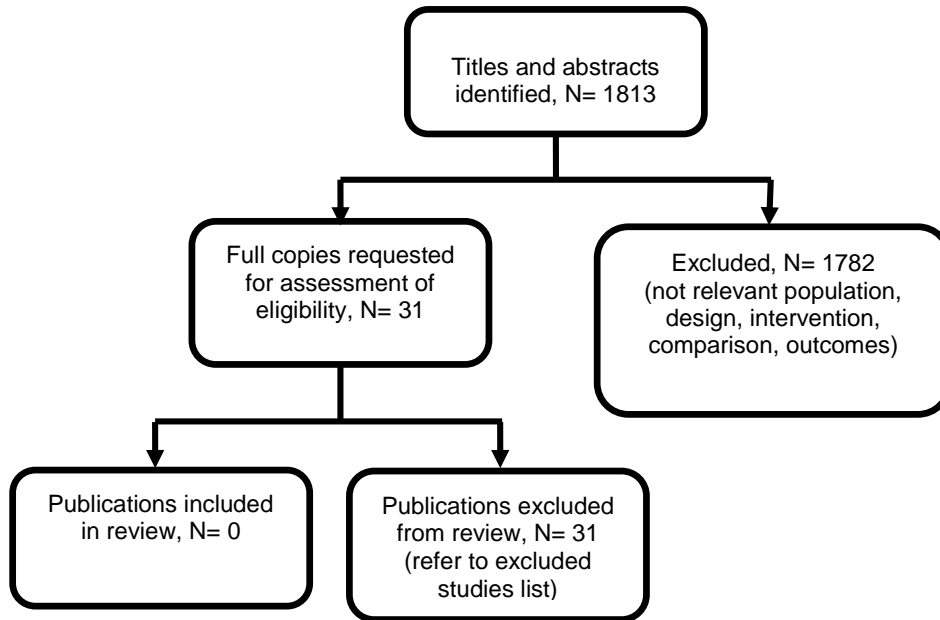 Titles and abstracts
identified, N= 1813
Full copies requested
for assessment of
eligibility, N= 31
Excluded, N= 1782
(not relevant population,
design, intervention,
comparison, outcomes)
Publications included
in review, N= 0
Publications excluded
from review, N= 31
(refer to excluded
studies list)